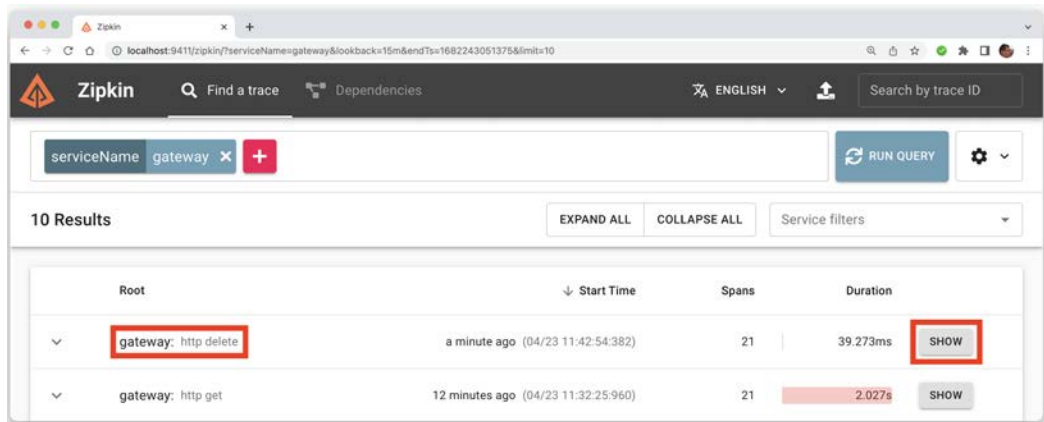 Zipkin
localhost:9411/zipkin/?serviceName=gateway&lookback=15m&endTs=1682243051375&limit=10
Zipkin Find a trace Dependencies ENGLISH Search by trace ID
serviceName gateway RUN QUERY
10 Results EXPAND ALL COLLAPSE ALL Service filters
Root Start Time Spans Duration
gateway: http delete a minute ago (04/23 11:42:54:382) 21 39.273ms SHOW
gateway: http get 12 minutes ago (04/23 11:32:25:960) 21 2.027s SHOW